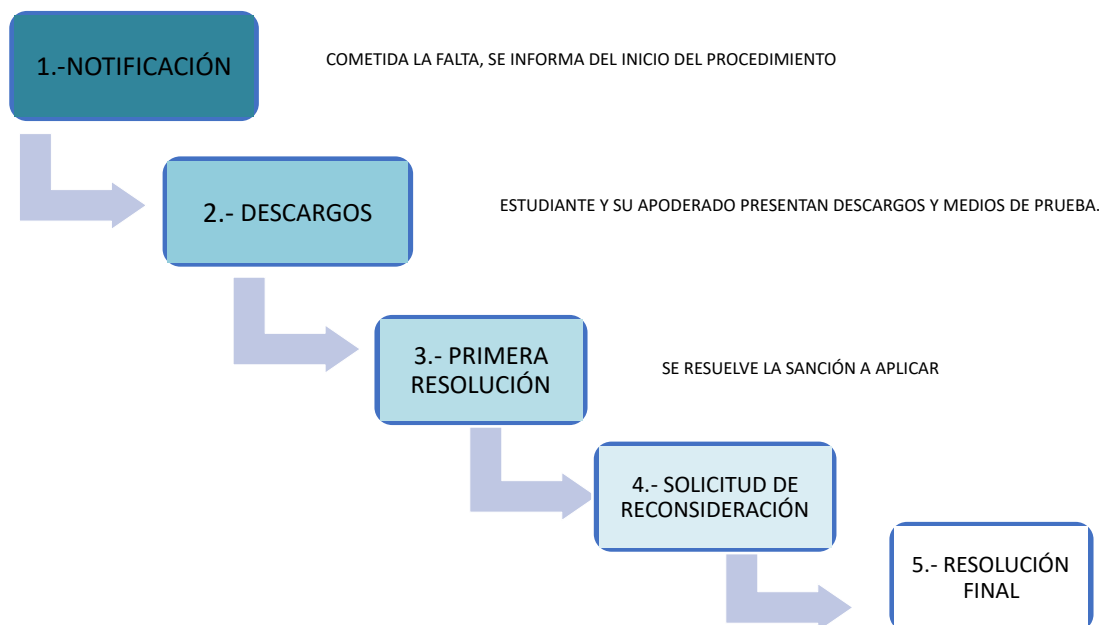 1.-NOTIFICACIÓN
COMETIDA LA FALTA, SE INFORMA DEL INICIO DEL PROCEDIMIENTO
2.- DESCARGOS
ESTUDIANTE Y SU APODERADO PRESENTAN DESCARGOS Y MEDIOS DE PRUEBA.
3.- PRIMERA
RESOLUCIÓN
SE RESUELVE LA SANCIÓN A APLICAR
4.- SOLICITUD DE
RECONSIDERACIÓN
5.- RESOLUCIÓN
FINAL